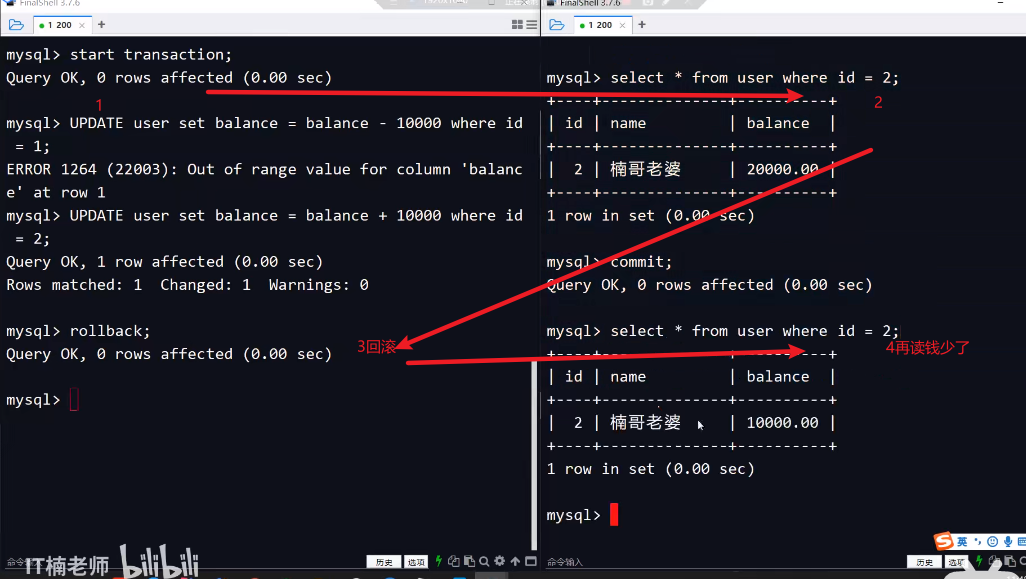 FinalShell 3.7.6
FinalShell 3.7.6
1 200 × +
1 200 × +
mysql> start transaction;
Query OK, 0 rows affected (0.00 sec)
1
mysql> UPDATE user set balance = balance - 10000 where id
= 1;
ERROR 1264 (22003): Out of range value for column 'balanc
e' at row 1
mysql> UPDATE user set balance = balance + 10000 where id
= 2;
Query OK, 1 row affected (0.00 sec)
Rows matched: 1  Changed: 1  Warnings: 0
mysql> rollback;
Query OK, 0 rows affected (0.00 sec)
3回滚
mysql>
命令输入
历史 选项
IT楠老师 bilibili
mysql> select * from user where id = 2;
2
+----+-----------+----------+
| id | name | balance |
+----+-----------+----------+
| 2 | 楠哥老婆 | 20000.00 |
+----+-----------+----------+
1 row in set (0.00 sec)
mysql> commit;
Query OK, 0 rows affected (0.00 sec)
mysql> select * from user where id = 2;
4再读钱少了
+----+-----------+----------+
| id | name | balance |
+----+-----------+----------+
| 2 | 楠哥老婆 | 10000.00 |
+----+-----------+----------+
1 row in set (0.00 sec)
mysql>
S 英
命令输入
历史 选项